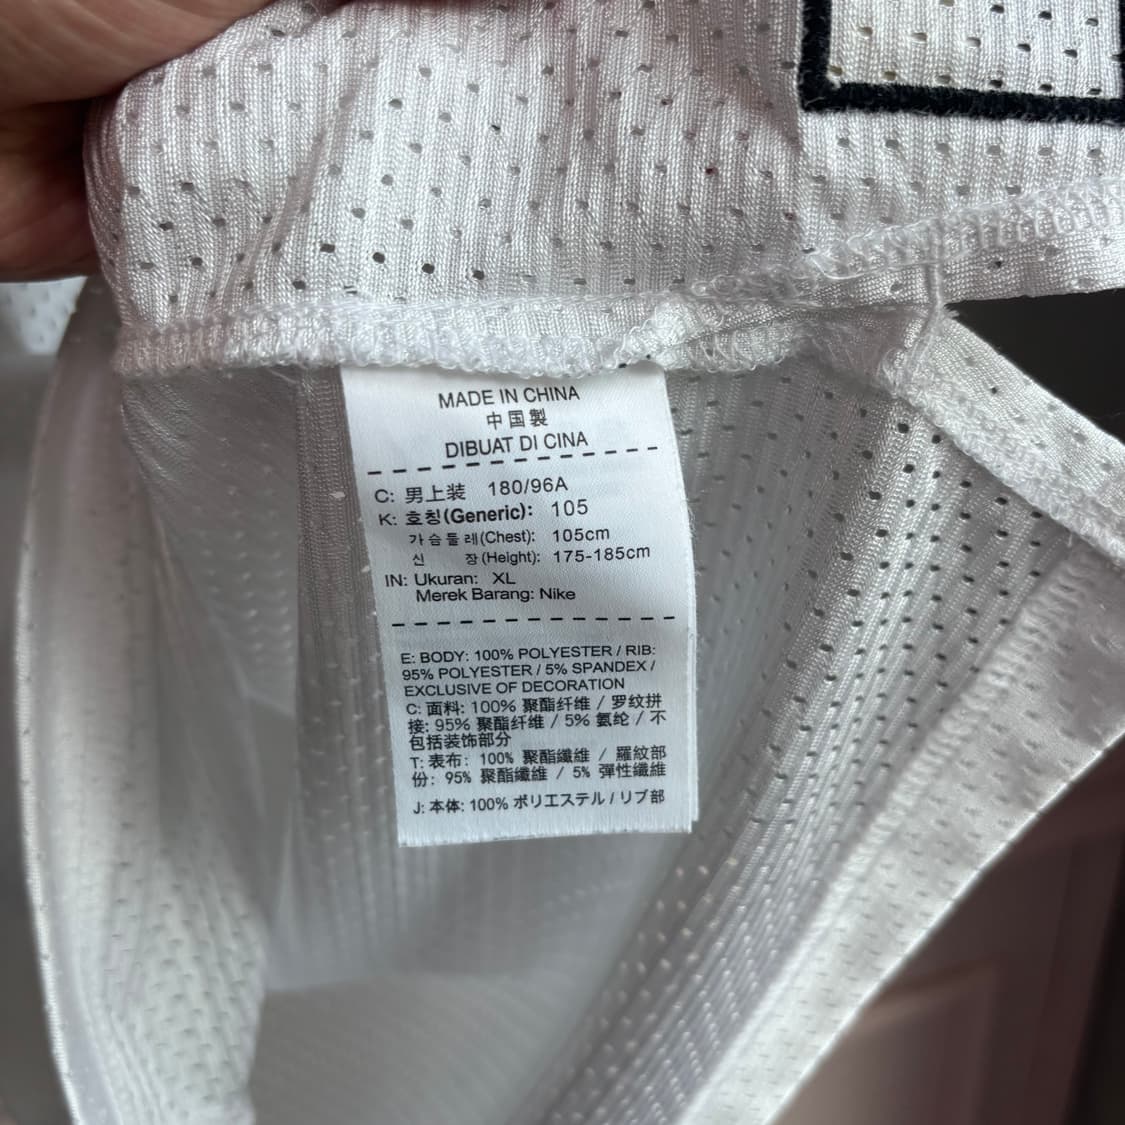 MADE IN CHINA
中国製
DIBUAT DI CINA
C: 男上装 180/96A
K: 호칭(Generic): 105
가슴둘레(Chest): 105cm
신 장(Height): 175-185cm
IN: Ukuran: XL
Merek Barang: Nike
E: BODY: 100% POLYESTER / RIB:
95% POLYESTER / 5% SPANDEX /
EXCLUSIVE OF DECORATION
C: 面料: 100% 聚酯纤维 / 罗纹拼
接: 95% 聚酯纤维 / 5% 氨纶 / 不
包括装饰部分
T: 表布: 100% 聚酯纖維 / 羅紋部
份: 95% 聚酯纖維 / 5% 彈性纖維
J: 本体: 100% ポリエステル / リブ部